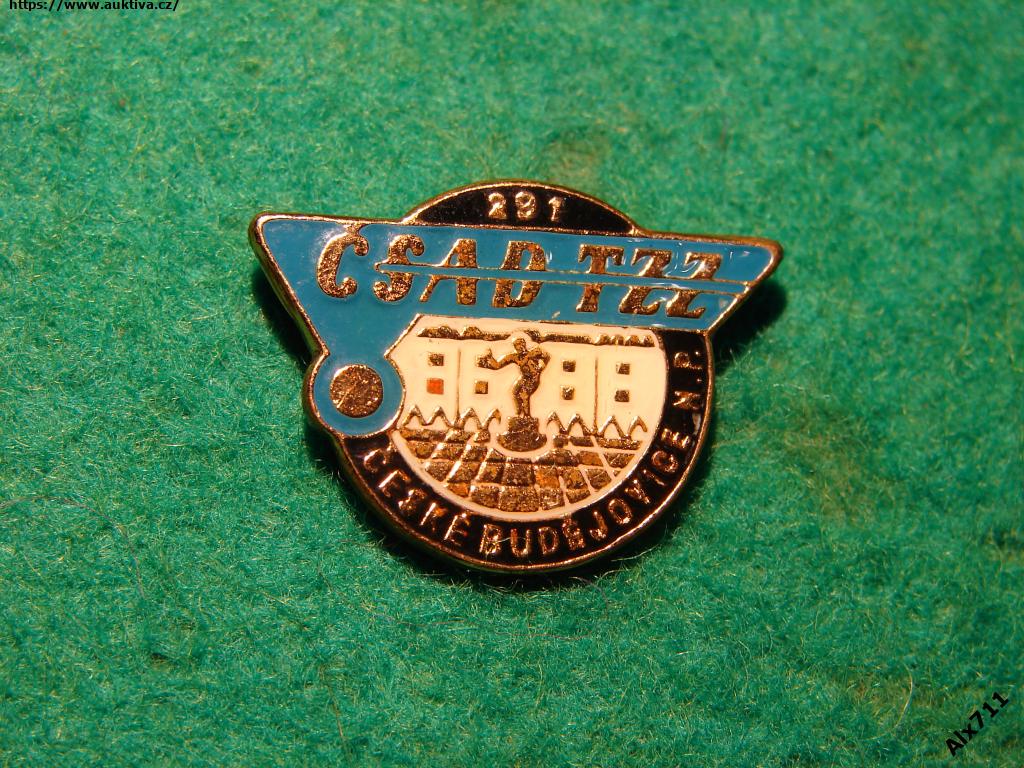 https://www.auktiva.cz/
291
ČSAD TZZ
ČESKÉ BUDĚJOVICE N.P.
Alx711